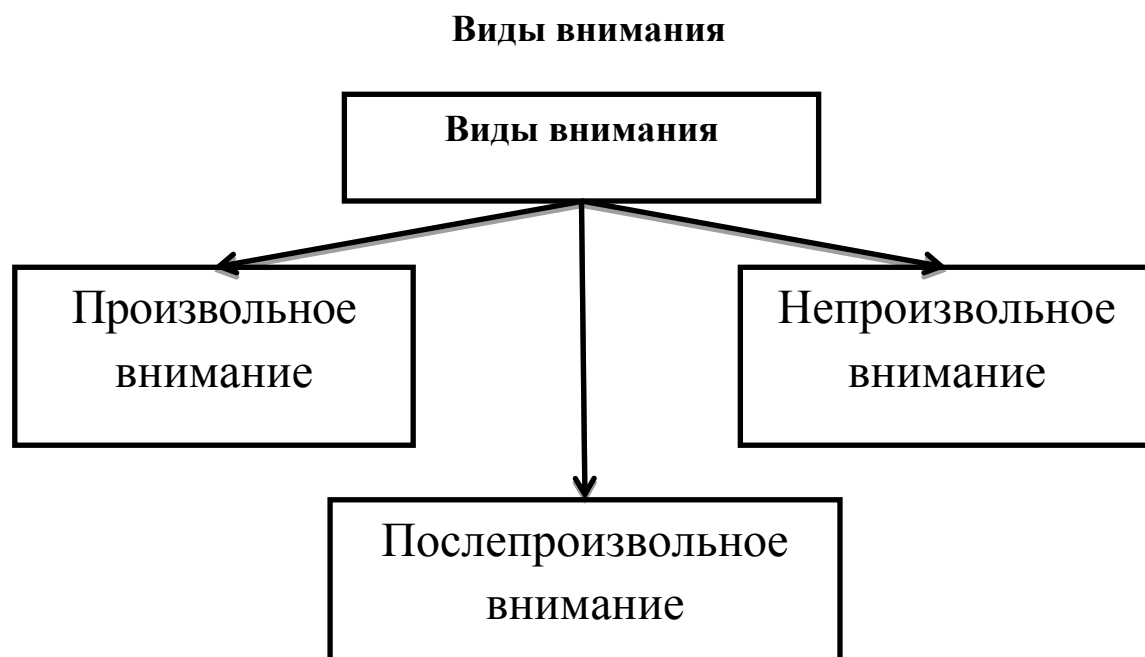 Виды внимания
Виды внимания
Произвольное
внимание
Непроизвольное
внимание
Послепроизвольное
внимание